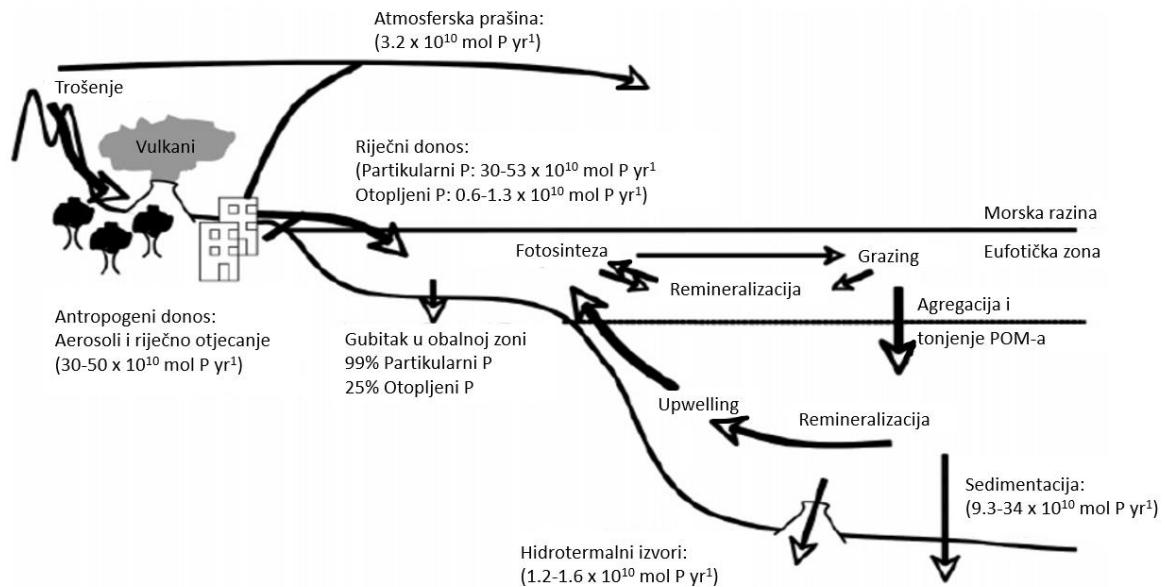 Atmosferska prašina:
(3.2 x 10¹⁰ mol P yr¹)
Trošenje
Vulkani
Riječni donos:
(Partikularni P: 30-53 x 10¹⁰ mol P yr¹
Otopljeni P: 0.6-1.3 x 10¹⁰ mol P yr¹)
Morska razina
Fotosinteza
Grazing
Eufotička zona
Remineralizacija
Antropogeni donos:
Aerosoli i riječno otjecanje
(30-50 x 10¹⁰ mol P yr¹)
Gubitak u obalnoj zoni
99% Partikularni P
25% Otopljeni P
Agregacija i
tonjenje POM-a
Upwelling
Remineralizacija
Sedimentacija:
(9.3-34 x 10¹⁰ mol P yr¹)
Hidrotermalni izvori:
(1.2-1.6 x 10¹⁰ mol P yr¹)